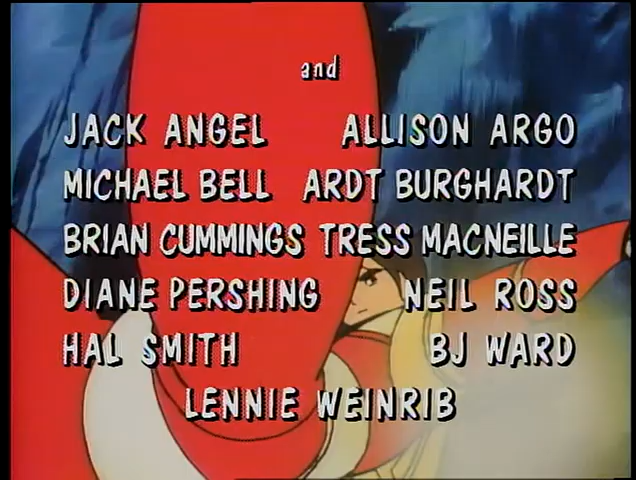 and
JACK ANGEL ALLISON ARGO
MICHAEL BELL ARDT BURGHARDT
BRIAN CUMMINGS TRESS MACNEILLE
DIANE PERSHING NEIL ROSS
HAL SMITH BJ WARD
LENNIE WEINRIB